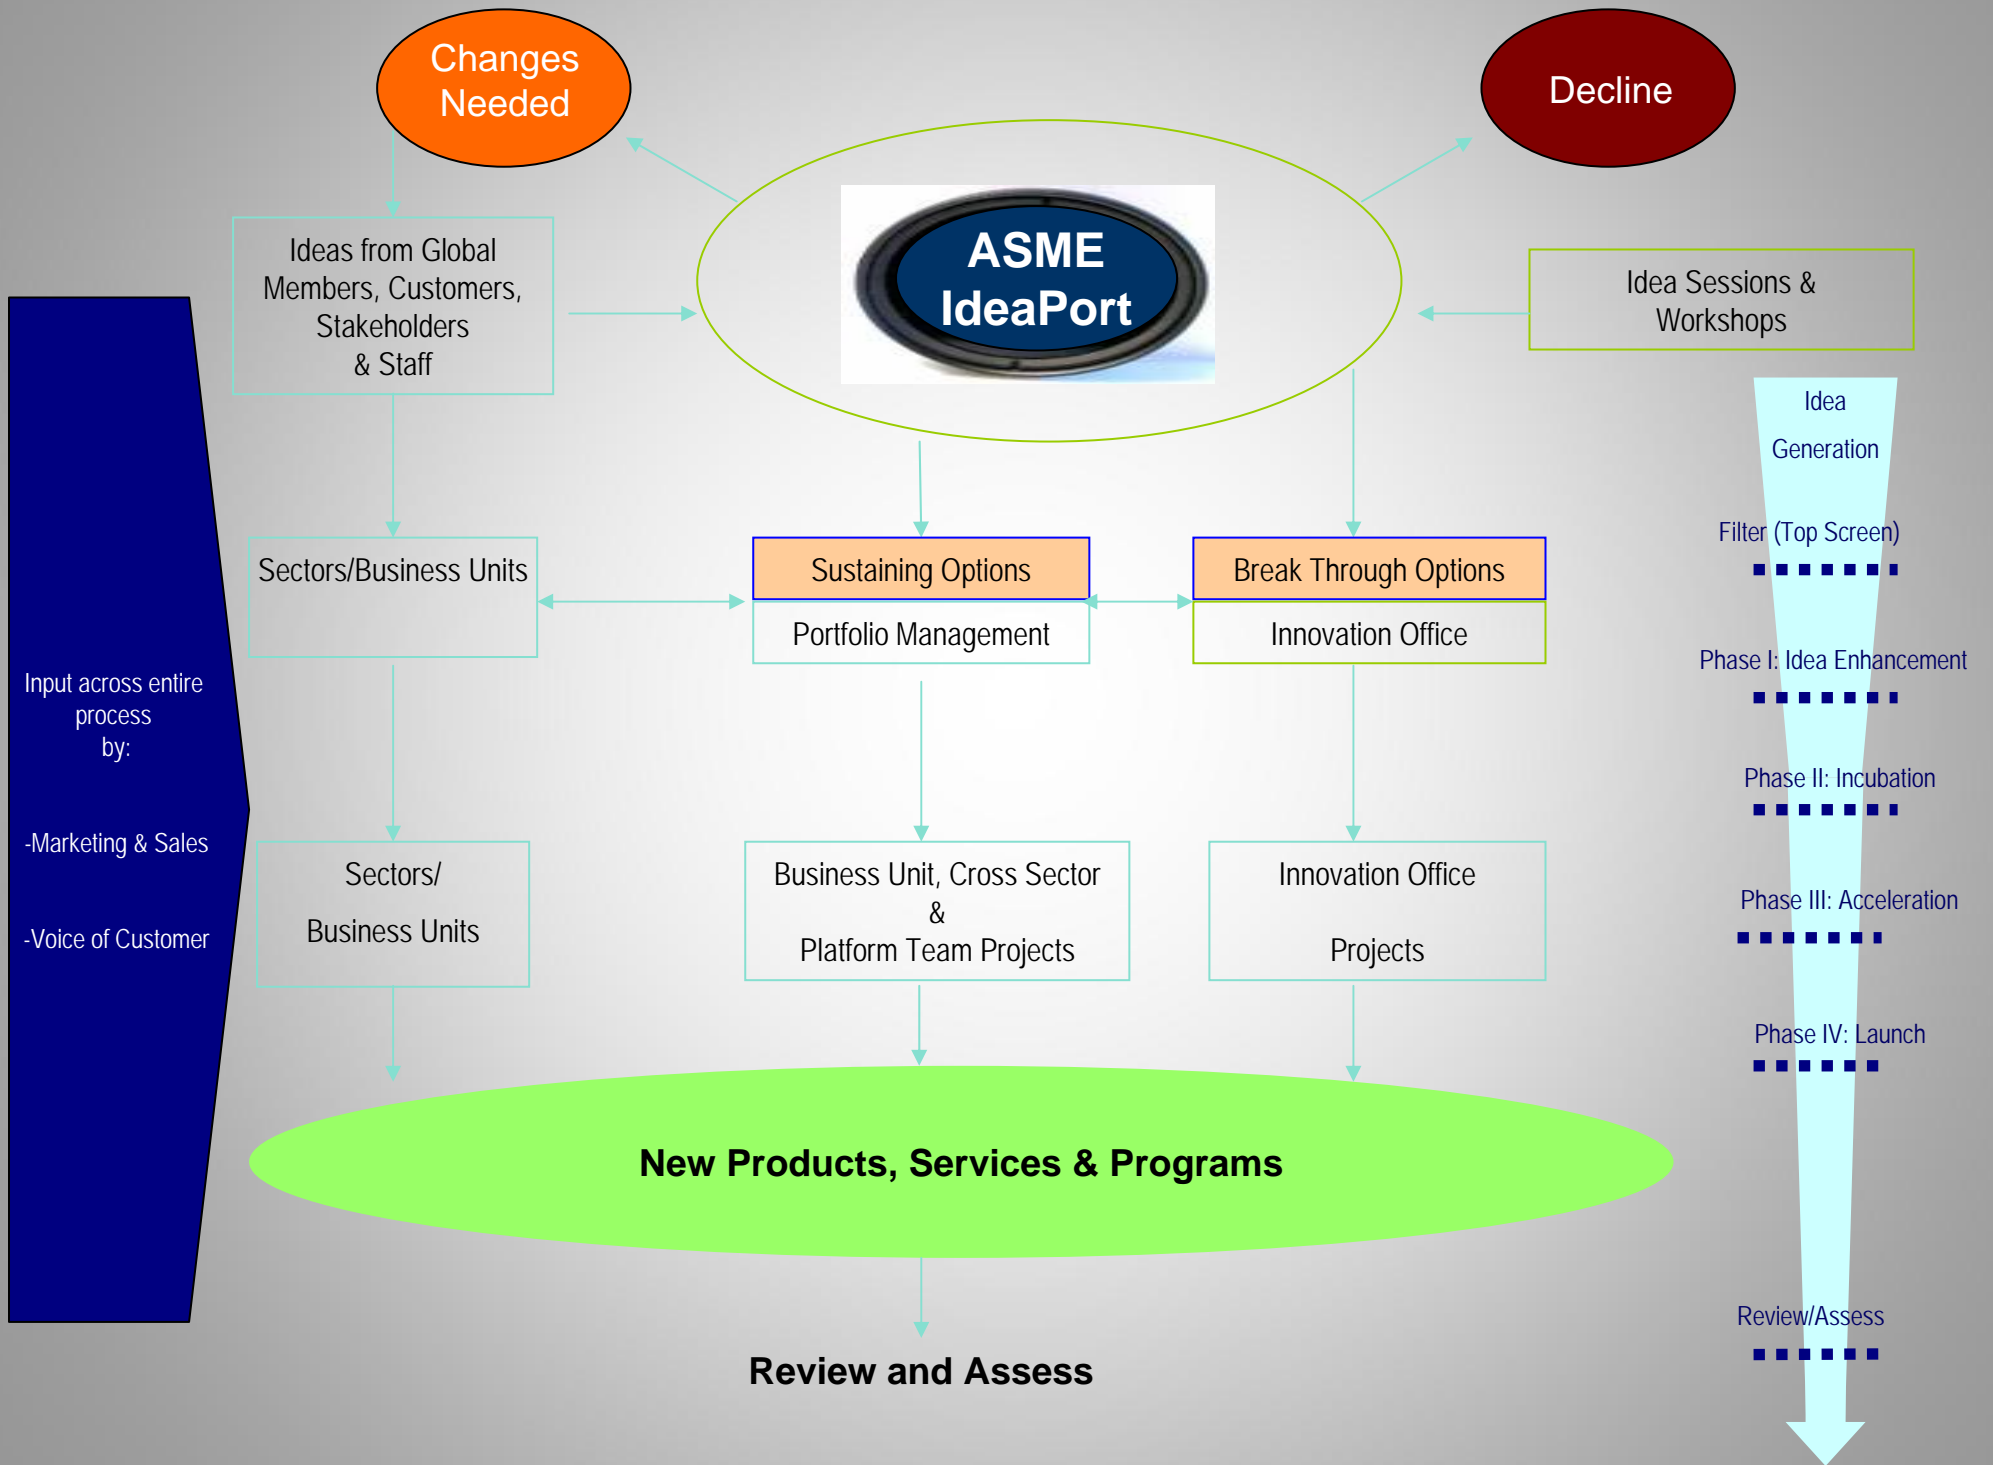 Changes
Needed
Decline
ASME
IdeaPort
Ideas from Global
Members, Customers,
Stakeholders
& Staff
Idea Sessions &
Workshops
Idea
Generation
Filter (Top Screen)
Sectors/Business Units
Sustaining Options
Break Through Options
Portfolio Management
Innovation Office
Phase I: Idea Enhancement
Input across entire
process
by:
-Marketing & Sales
-Voice of Customer
Phase II: Incubation
Sectors/
Business Units
Business Unit, Cross Sector
&
Platform Team Projects
Innovation Office
Projects
Phase III: Acceleration
Phase IV: Launch
New Products, Services & Programs
Review/Assess
Review and Assess